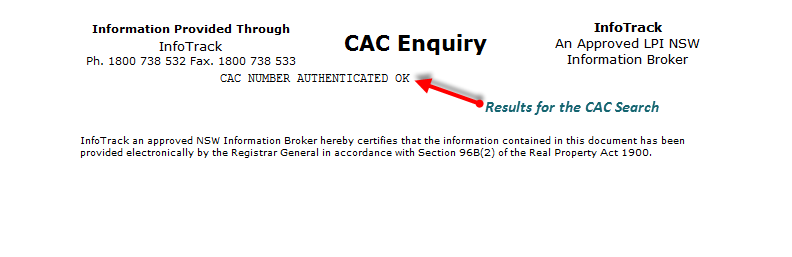 Information Provided Through
InfoTrack
Ph. 1800 738 532 Fax. 1800 738 533
CAC Enquiry
InfoTrack
An Approved LPI NSW
Information Broker
CAC NUMBER AUTHENTICATED OK
Results for the CAC Search
InfoTrack an approved NSW Information Broker hereby certifies that the information contained in this document has been
provided electronically by the Registrar General in accordance with Section 96B(2) of the Real Property Act 1900.